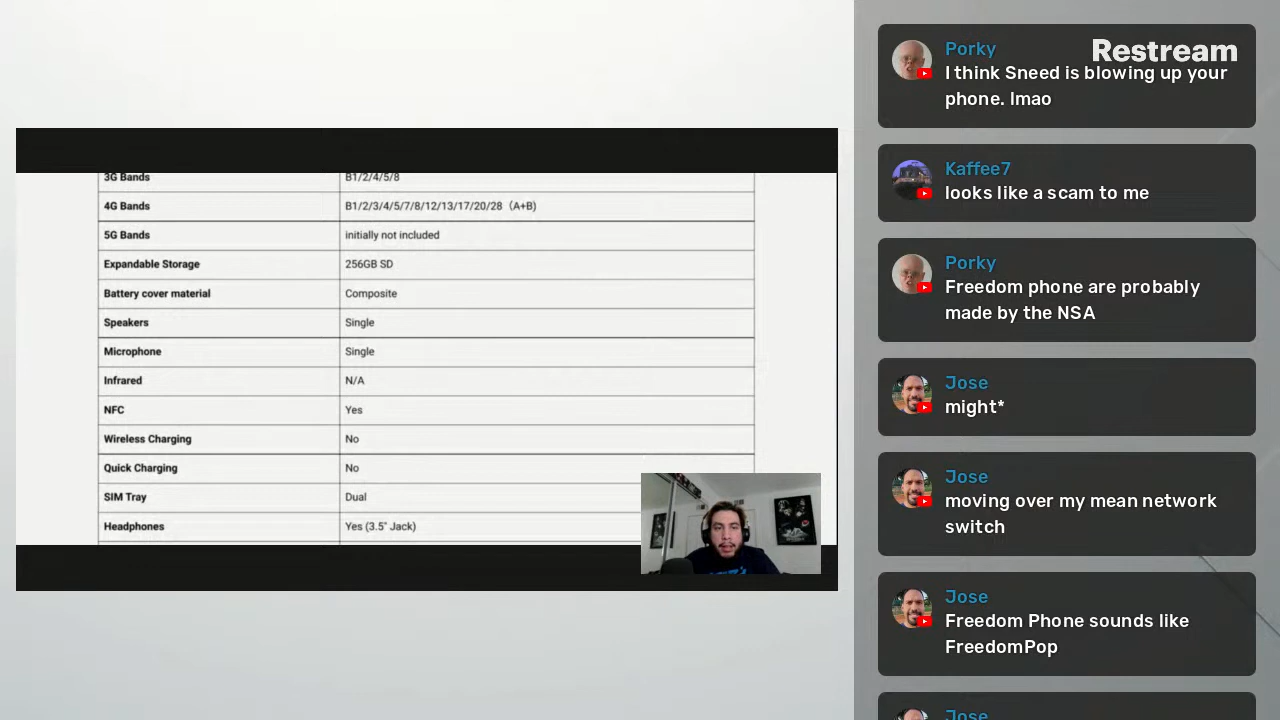 3G Bands B1/2/4/5/8
4G Bands B1/2/3/4/5/7/8/12/13/17/20/28 (A+B)
5G Bands initially not included
Expandable Storage 256GB SD
Battery cover material Composite
Speakers Single
Microphone Single
Infrared N/A
NFC Yes
Wireless Charging No
Quick Charging No
SIM Tray Dual
Headphones Yes (3.5" Jack)
Restream
Porky
I think Sneed is blowing up your
phone. lmao
Kaffee7
looks like a scam to me
Porky
Freedom phone are probably
made by the NSA
Jose
might*
Jose
moving over my mean network
switch
Jose
Freedom Phone sounds like
FreedomPop
Jose